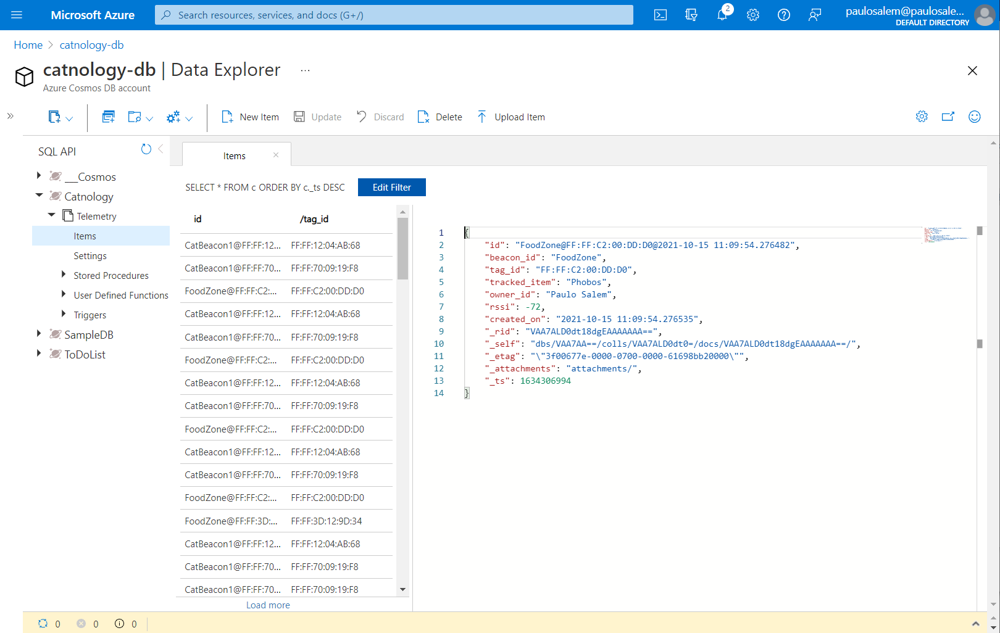 Microsoft Azure
Search resources, services, and docs (G+/)
2
paulosalem@paulosale...
DEFAULT DIRECTORY
Home > catnology-db
catnology-db | Data Explorer ...
Azure Cosmos DB account
New Item Update Discard Delete Upload Item
SQL API
___Cosmos
Catnology
Telemetry
Items
Settings
Stored Procedures
User Defined Functions
Triggers
SampleDB
ToDoList
Items
SELECT * FROM c ORDER BY c._ts DESC Edit Filter
id /tag_id
CatBeacon1@FF:FF:12... FF:FF:12:04:AB:68
CatBeacon1@FF:FF:70... FF:FF:70:09:19:F8
FoodZone@FF:FF:C2:... FF:FF:C2:00:DD:D0
CatBeacon1@FF:FF:12... FF:FF:12:04:AB:68
CatBeacon1@FF:FF:70... FF:FF:70:09:19:F8
FoodZone@FF:FF:C2:... FF:FF:C2:00:DD:D0
CatBeacon1@FF:FF:12... FF:FF:12:04:AB:68
CatBeacon1@FF:FF:70... FF:FF:70:09:19:F8
FoodZone@FF:FF:C2:... FF:FF:C2:00:DD:D0
CatBeacon1@FF:FF:12... FF:FF:12:04:AB:68
CatBeacon1@FF:FF:70... FF:FF:70:09:19:F8
FoodZone@FF:FF:C2:... FF:FF:C2:00:DD:D0
FoodZone@FF:FF:3D:... FF:FF:3D:12:9D:34
CatBeacon1@FF:FF:12... FF:FF:12:04:AB:68
CatBeacon1@FF:FF:70... FF:FF:70:09:19:F8
CatBeacon1@FF:FF:70... FF:FF:70:09:19:F8
Load more
1 {
2 "id": "FoodZone@FF:FF:C2:00:DD:D0@2021-10-15 11:09:54.276482",
3 "beacon_id": "FoodZone",
4 "tag_id": "FF:FF:C2:00:DD:D0",
5 "tracked_item": "Phobos",
6 "owner_id": "Paulo Salem",
7 "rssi": -72,
8 "created_on": "2021-10-15 11:09:54.276535",
9 "_rid": "VAA7ALD0dt18dgEAAAAAAA==",
10 "_self": "dbs/VAA7AA==/colls/VAA7ALD0dt0=/docs/VAA7ALD0dt18dgEAAAAAAA==/",
11 "_etag": "\"3f00677e-0000-0700-0000-61698bb20000\"",
12 "_attachments": "attachments/",
13 "_ts": 1634306994
14 }
0 0 0